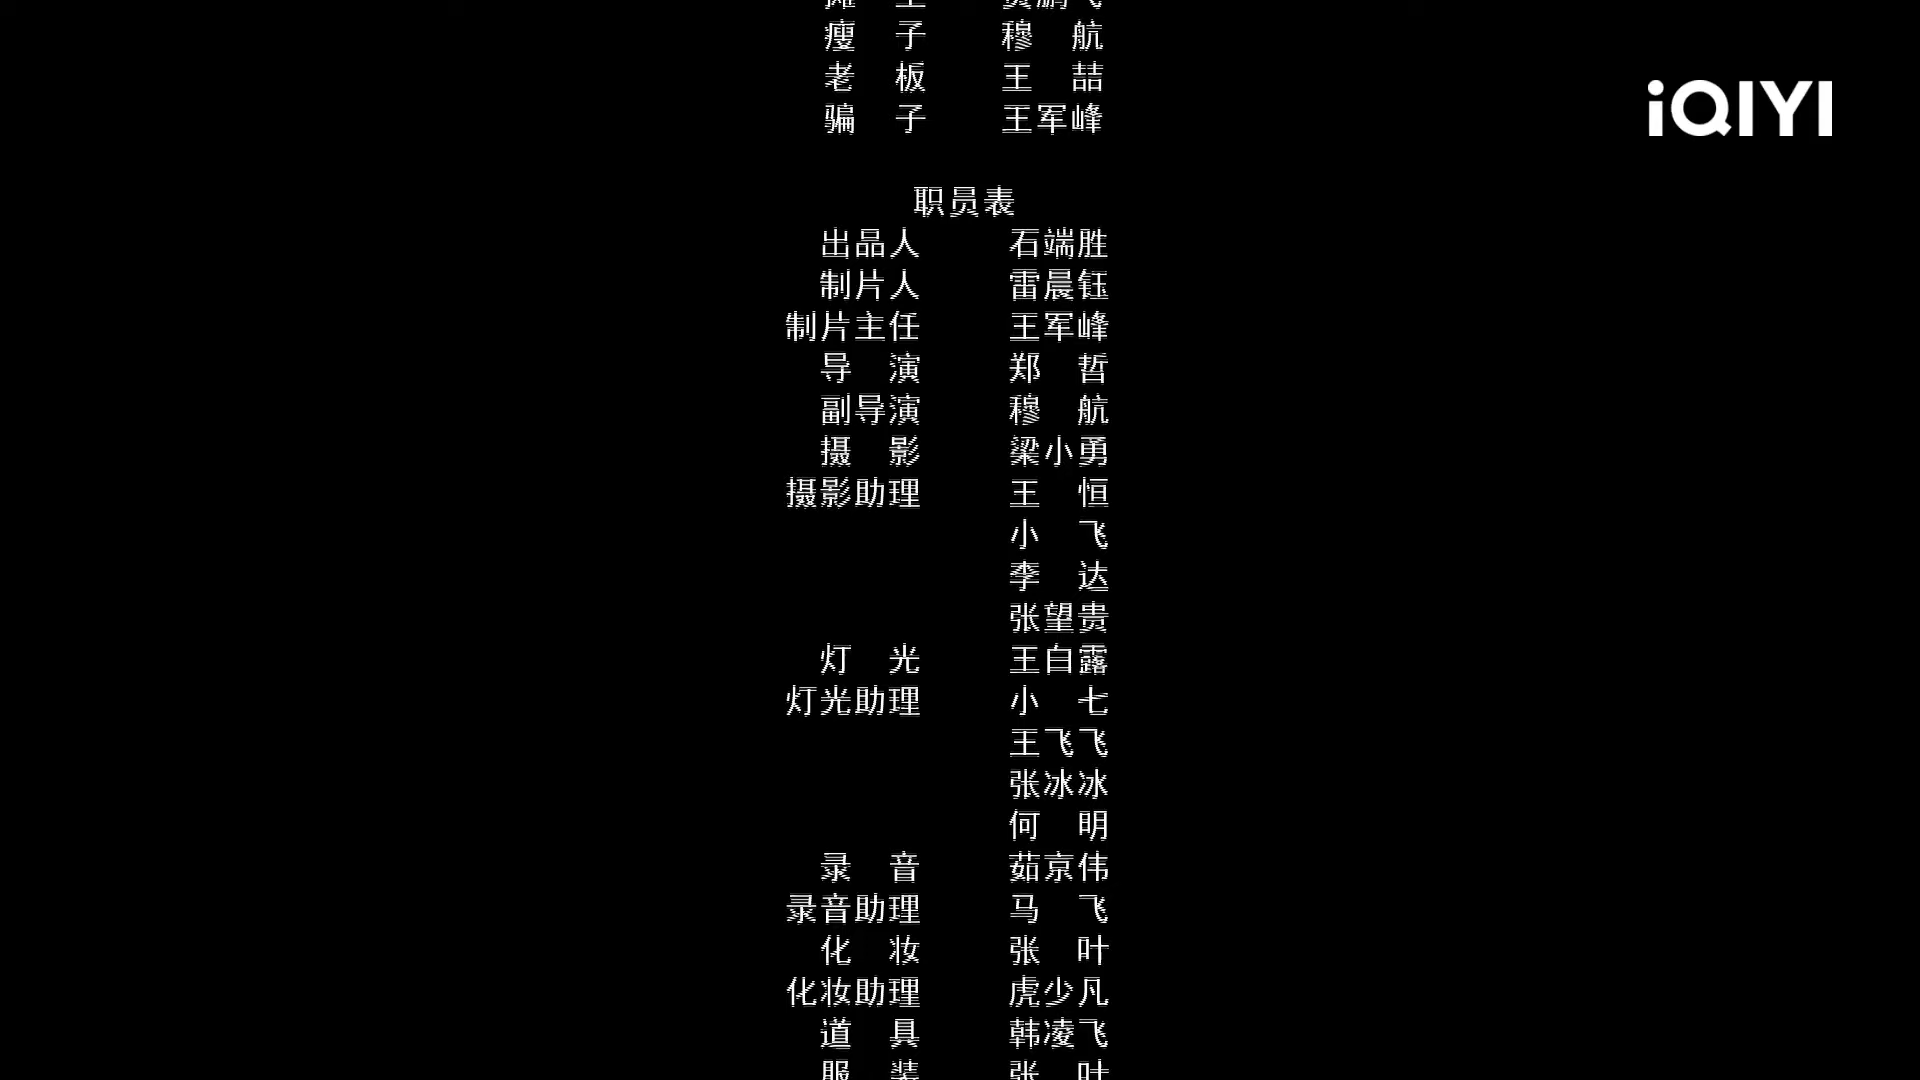 瘦 子 穆 航
老 板 王 喆
骗 子 王军峰
iQIYI
职员表
出品人 石端胜
制片人 雷晨钰
制片主任 王军峰
导 演 郑 哲
副导演 穆 航
摄 影 梁小勇
摄影助理 王 恒
小 飞
李 达
张望贵
灯 光 王自露
灯光助理 小 七
王飞飞
张冰冰
何 明
录 音 茹京伟
录音助理 马 飞
化 妆 张 叶
化妆助理 虎少凡
道 具 韩凌飞
服 装 张 叶